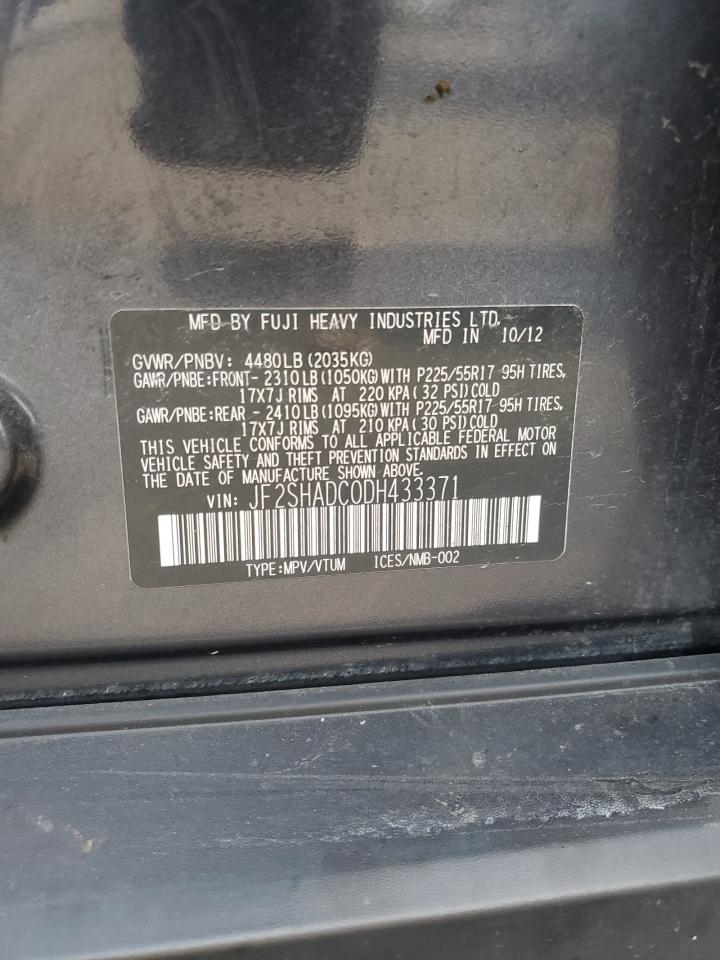 MFD BY FUJI HEAVY INDUSTRIES LTD.
MFD IN 10/12
GVWR/PNBV: 4480LB(2035KG)
GAWR/PNBE:FRONT-2310LB(1050KG)WITH P225/55R17 95H TIRES,
17X7J RIMS AT 220 KPA(32 PSI)COLD
GAWR/PNBE:REAR -2410LB(1095KG)WITH P225/55R17 95H TIRES,
17X7J RIMS AT 210 KPA(30 PSI)COLD
THIS VEHICLE CONFORMS TO ALL APPLICABLE FEDERAL MOTOR
VEHICLE SAFETY AND THEFT PREVENTION STANDARDS IN EFFECT ON
THE DATE OF MANUFACTURE SHOWN ABOVE.
VIN: JF2SHADC0DH433371
TYPE:MPV/VTUM ICES/NMB-002